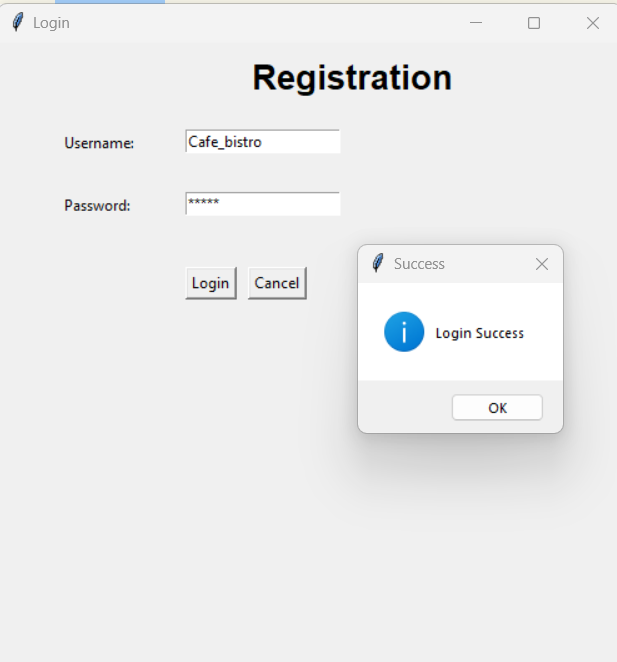 Login
Registration
Username: Cafe_bistro
Password: *****
Login Cancel
Success
Login Success
OK